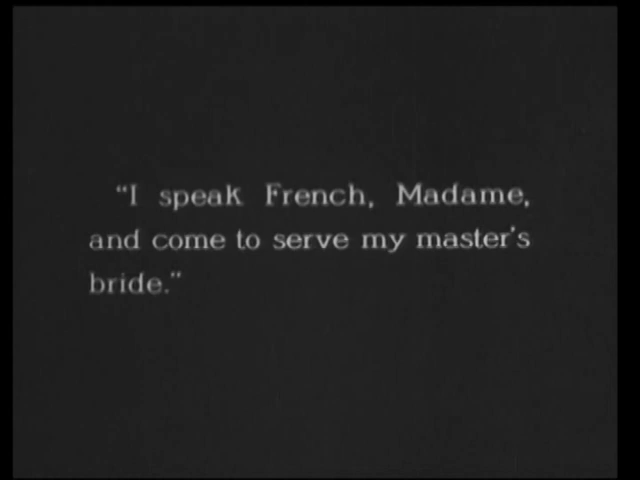 “I speak French, Madame,
and come to serve my master's
bride.”